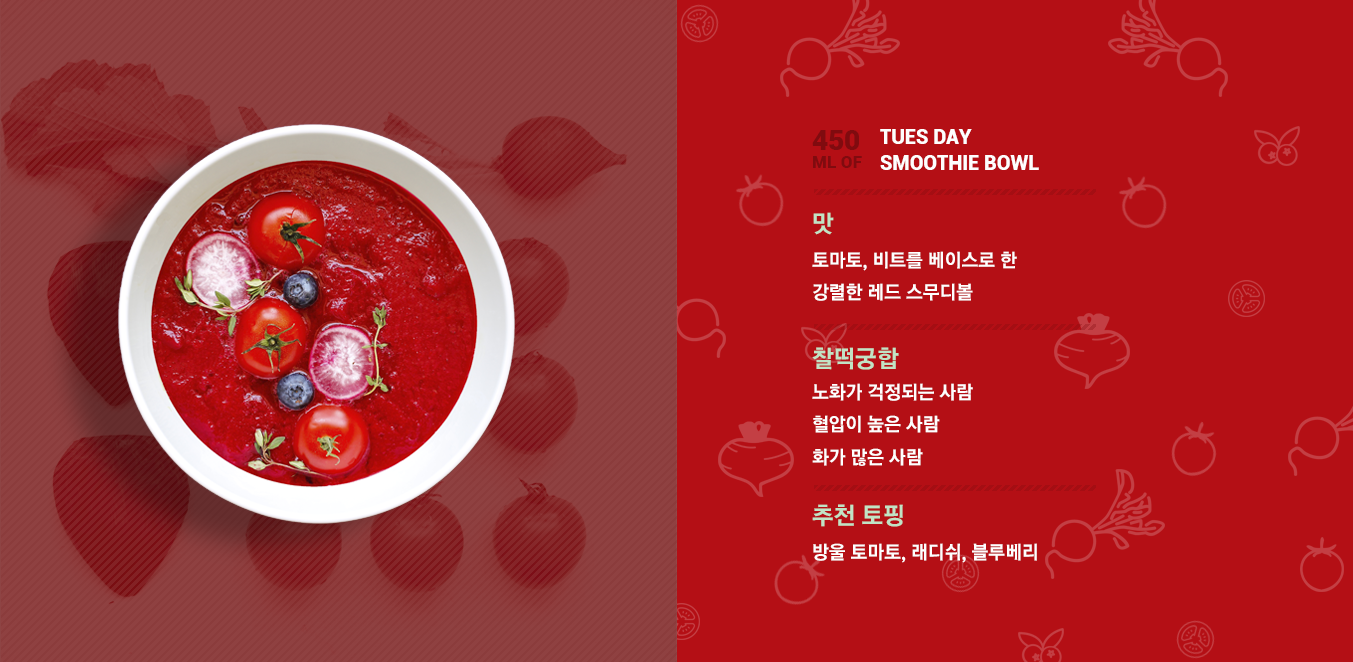 450 TUES DAY
ML OF SMOOTHIE BOWL
맛
토마토, 비트를 베이스로 한
강렬한 레드 스무디볼
찰떡궁합
노화가 걱정되는 사람
혈압이 높은 사람
화가 많은 사람
추천 토핑
방울 토마토, 래디쉬, 블루베리